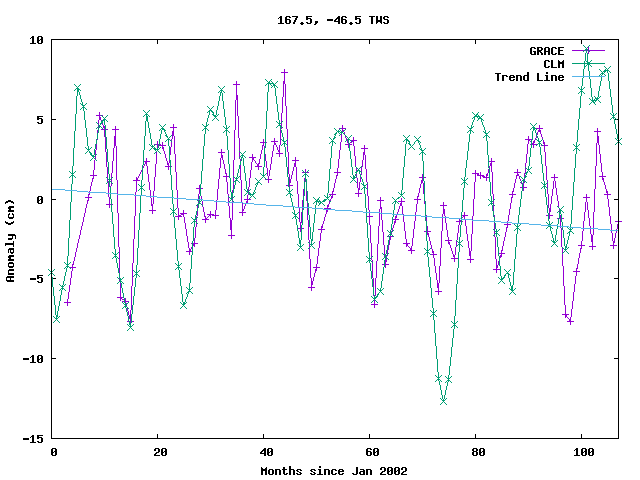 167.5, -46.5 TWS
GRACE
CLM
Trend Line
10
5
0
-5
-10
-15
Anomaly (cm)
0 20 40 60 80 100
Months since Jan 2002